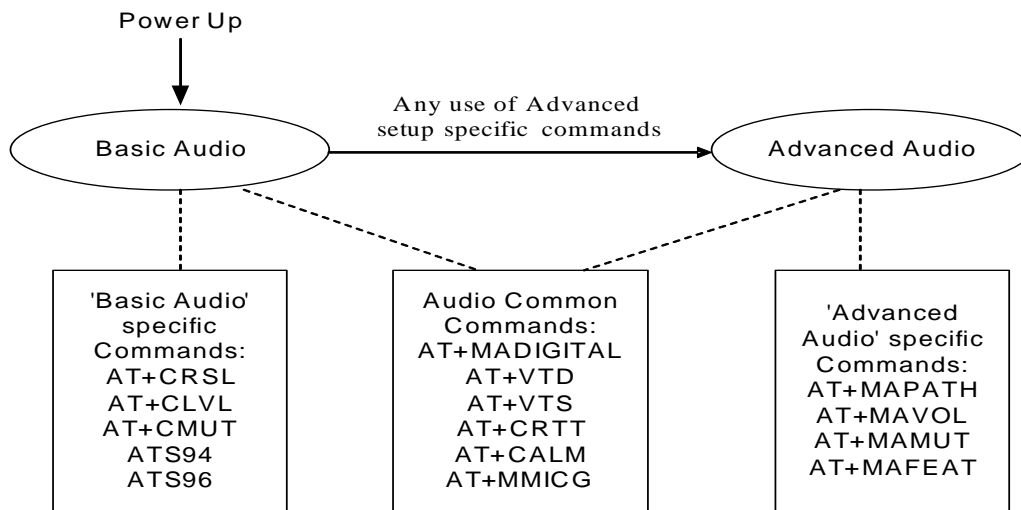 Power Up
Any use of Advanced
setup specific commands
Basic Audio
Advanced Audio
'Basic Audio'
specific
Commands:
AT+CRSL
AT+CLVL
AT+CMUT
ATS94
ATS96
Audio Common
Commands:
AT+MADIGITAL
AT+VTD
AT+VTS
AT+CRTT
AT+CALM
AT+MMICG
'Advanced
Audio' specific
Commands:
AT+MAPATH
AT+MAVOL
AT+MAMUT
AT+MAFEAT